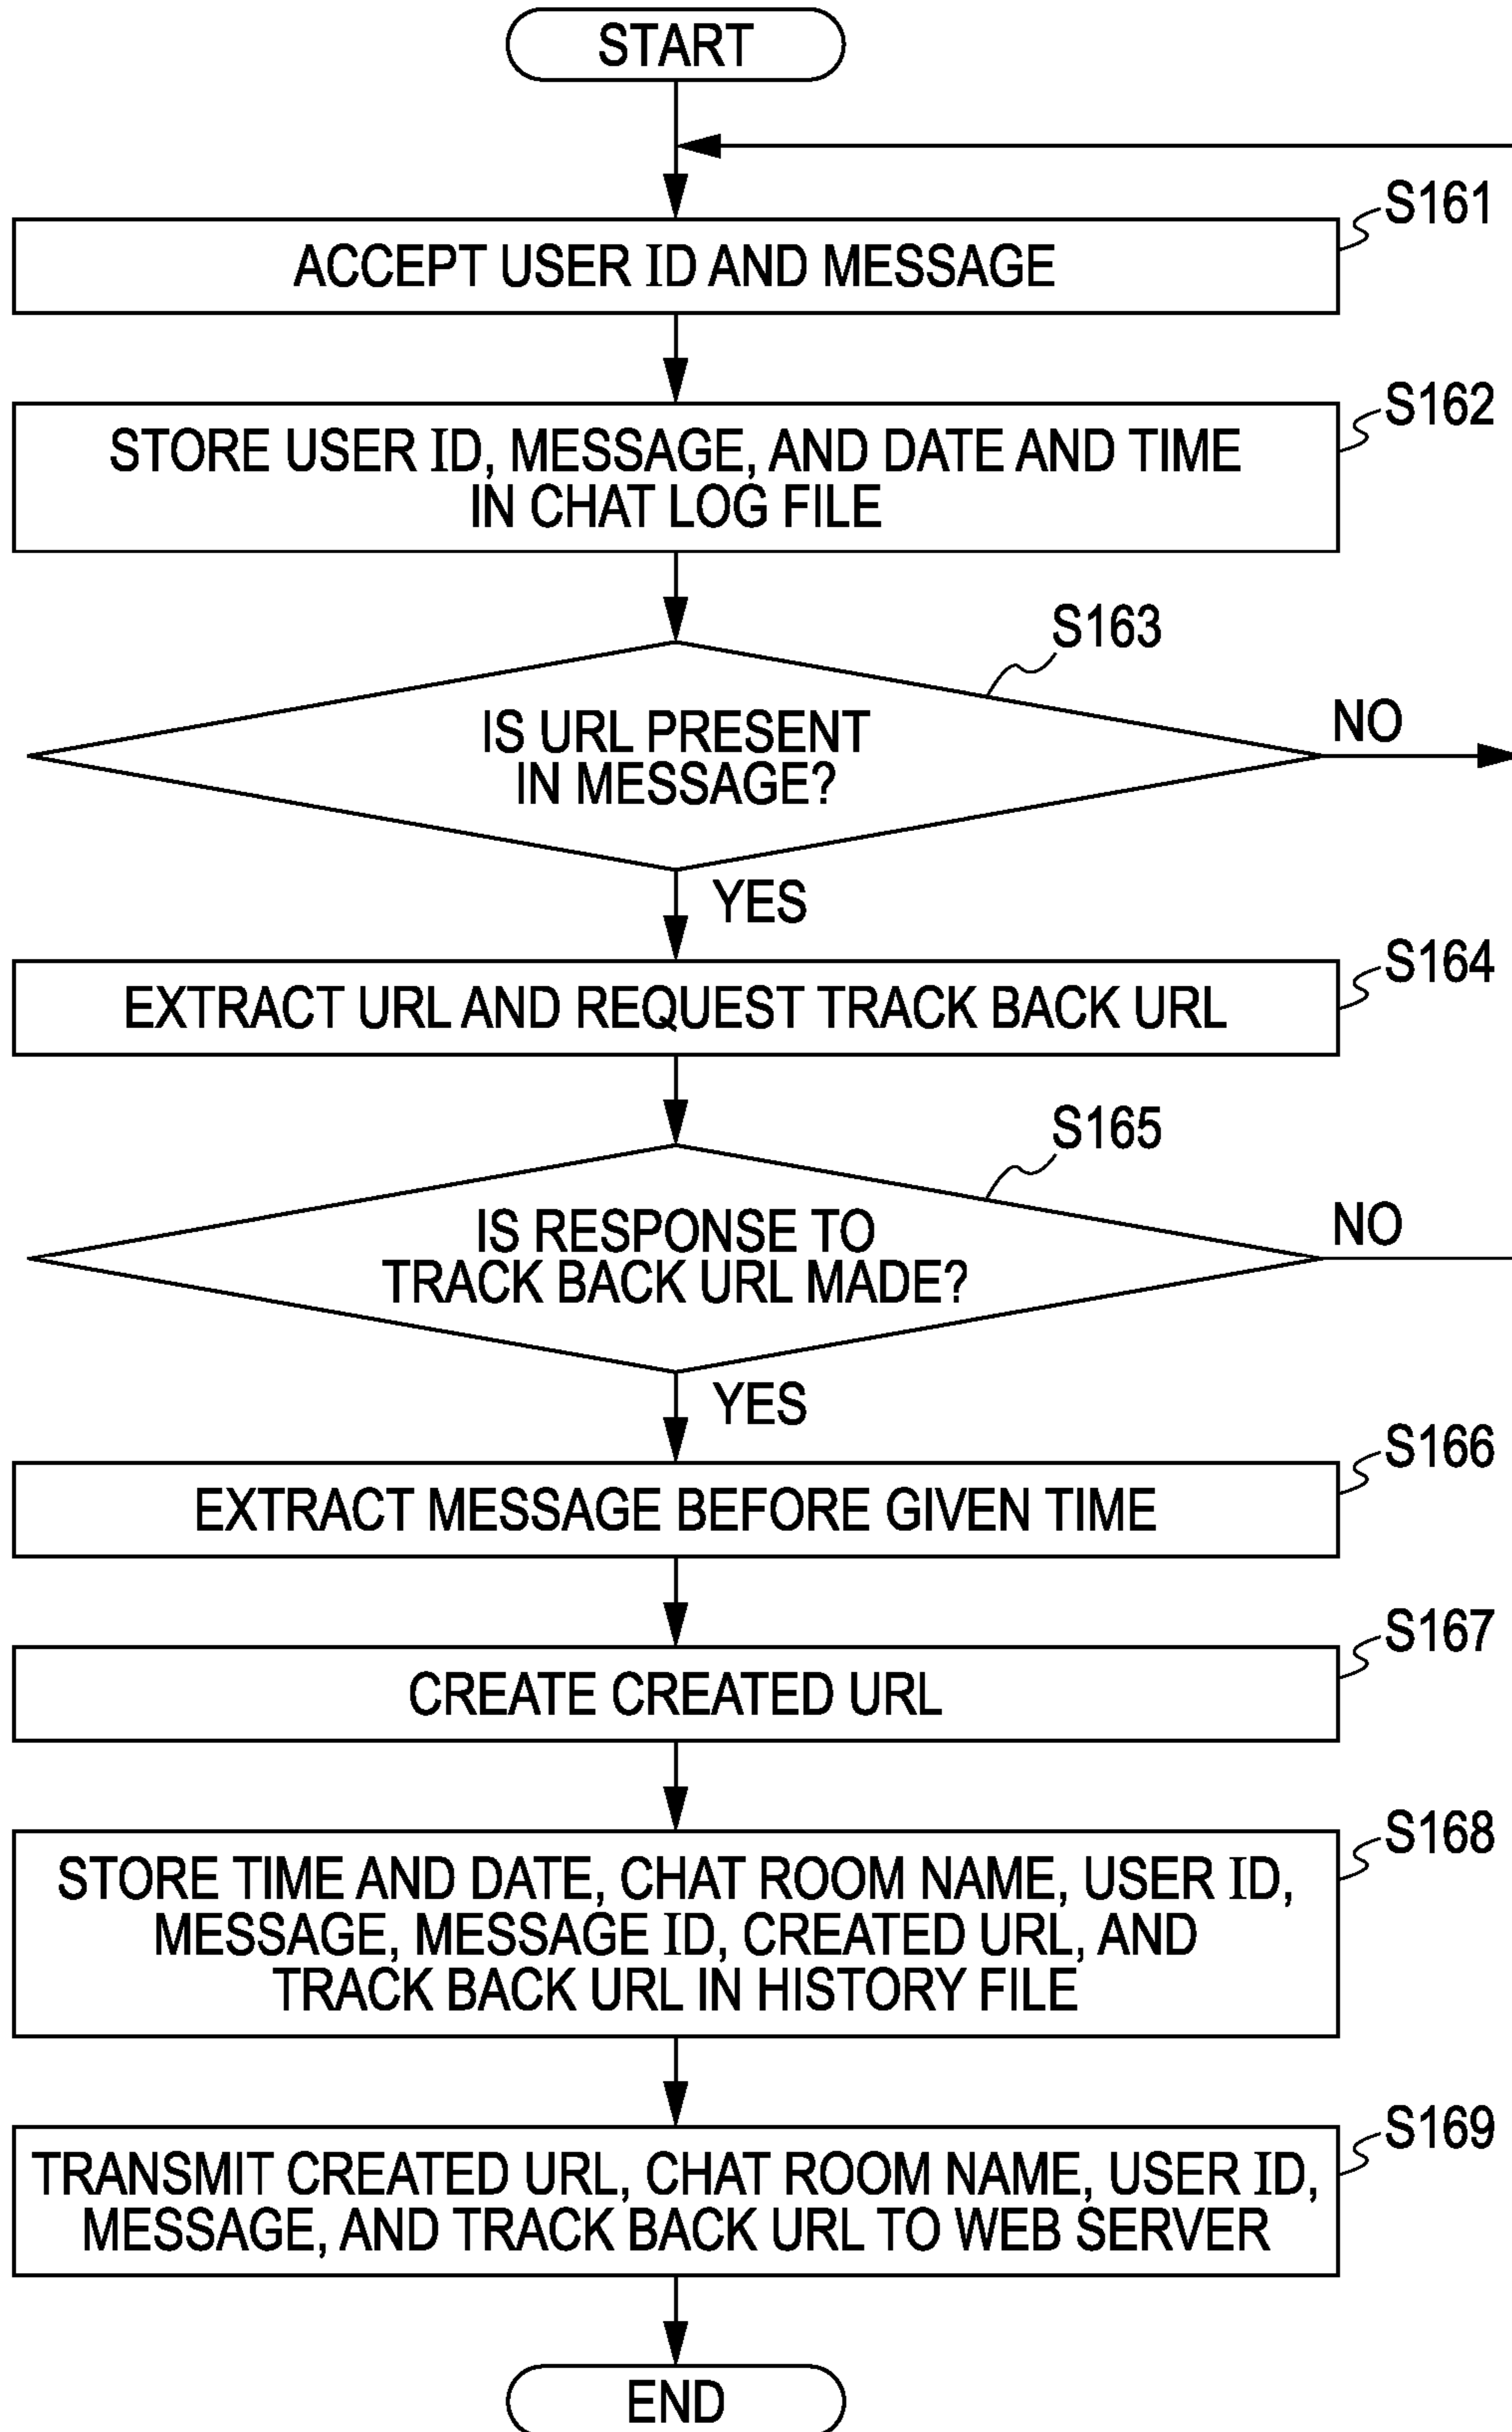 START
S161
ACCEPT USER ID AND MESSAGE
S162
STORE USER ID, MESSAGE, AND DATE AND TIME
IN CHAT LOG FILE
S163
IS URL PRESENT
IN MESSAGE?
NO
YES
S164
EXTRACT URL AND REQUEST TRACK BACK URL
S165
IS RESPONSE TO
TRACK BACK URL MADE?
NO
YES
S166
EXTRACT MESSAGE BEFORE GIVEN TIME
S167
CREATE CREATED URL
S168
STORE TIME AND DATE, CHAT ROOM NAME, USER ID,
MESSAGE, MESSAGE ID, CREATED URL, AND
TRACK BACK URL IN HISTORY FILE
S169
TRANSMIT CREATED URL, CHAT ROOM NAME, USER ID,
MESSAGE, AND TRACK BACK URL TO WEB SERVER
END